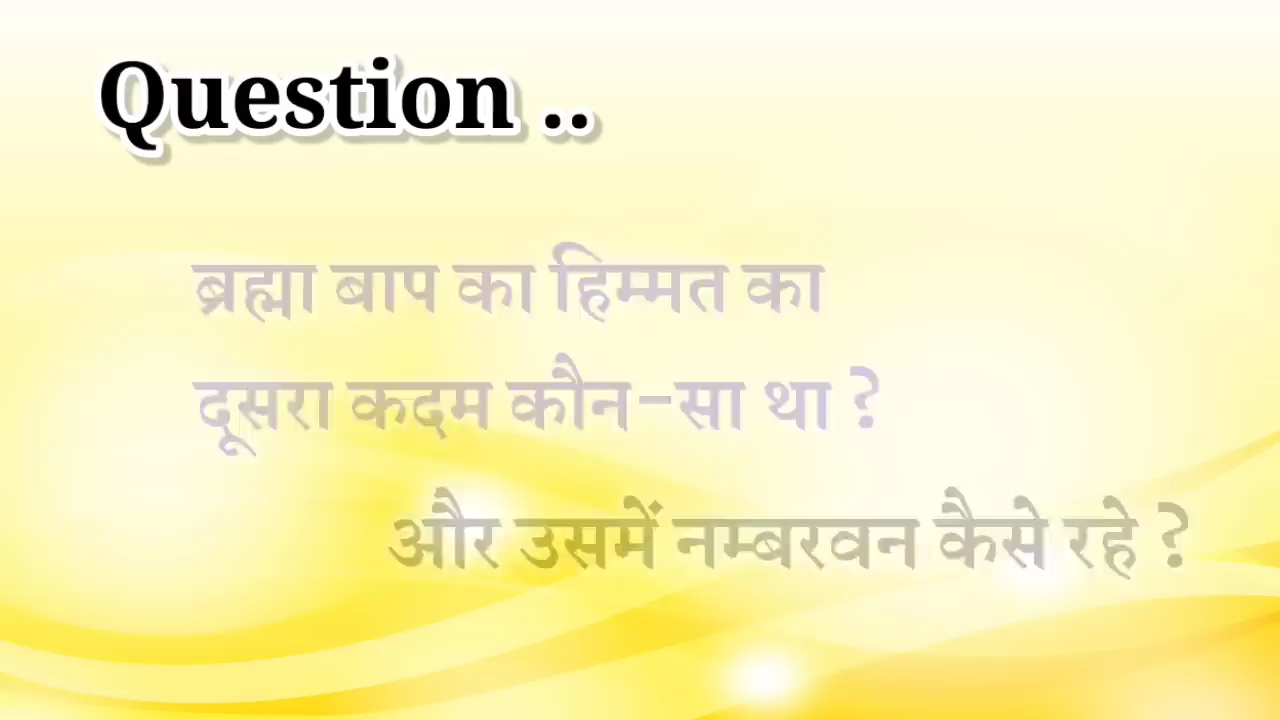 Question ..
ब्रह्मा बाप का हिम्मत का
दूसरा कदम कौन-सा था ?
और उसमें नम्बरवन कैसे रहे ?